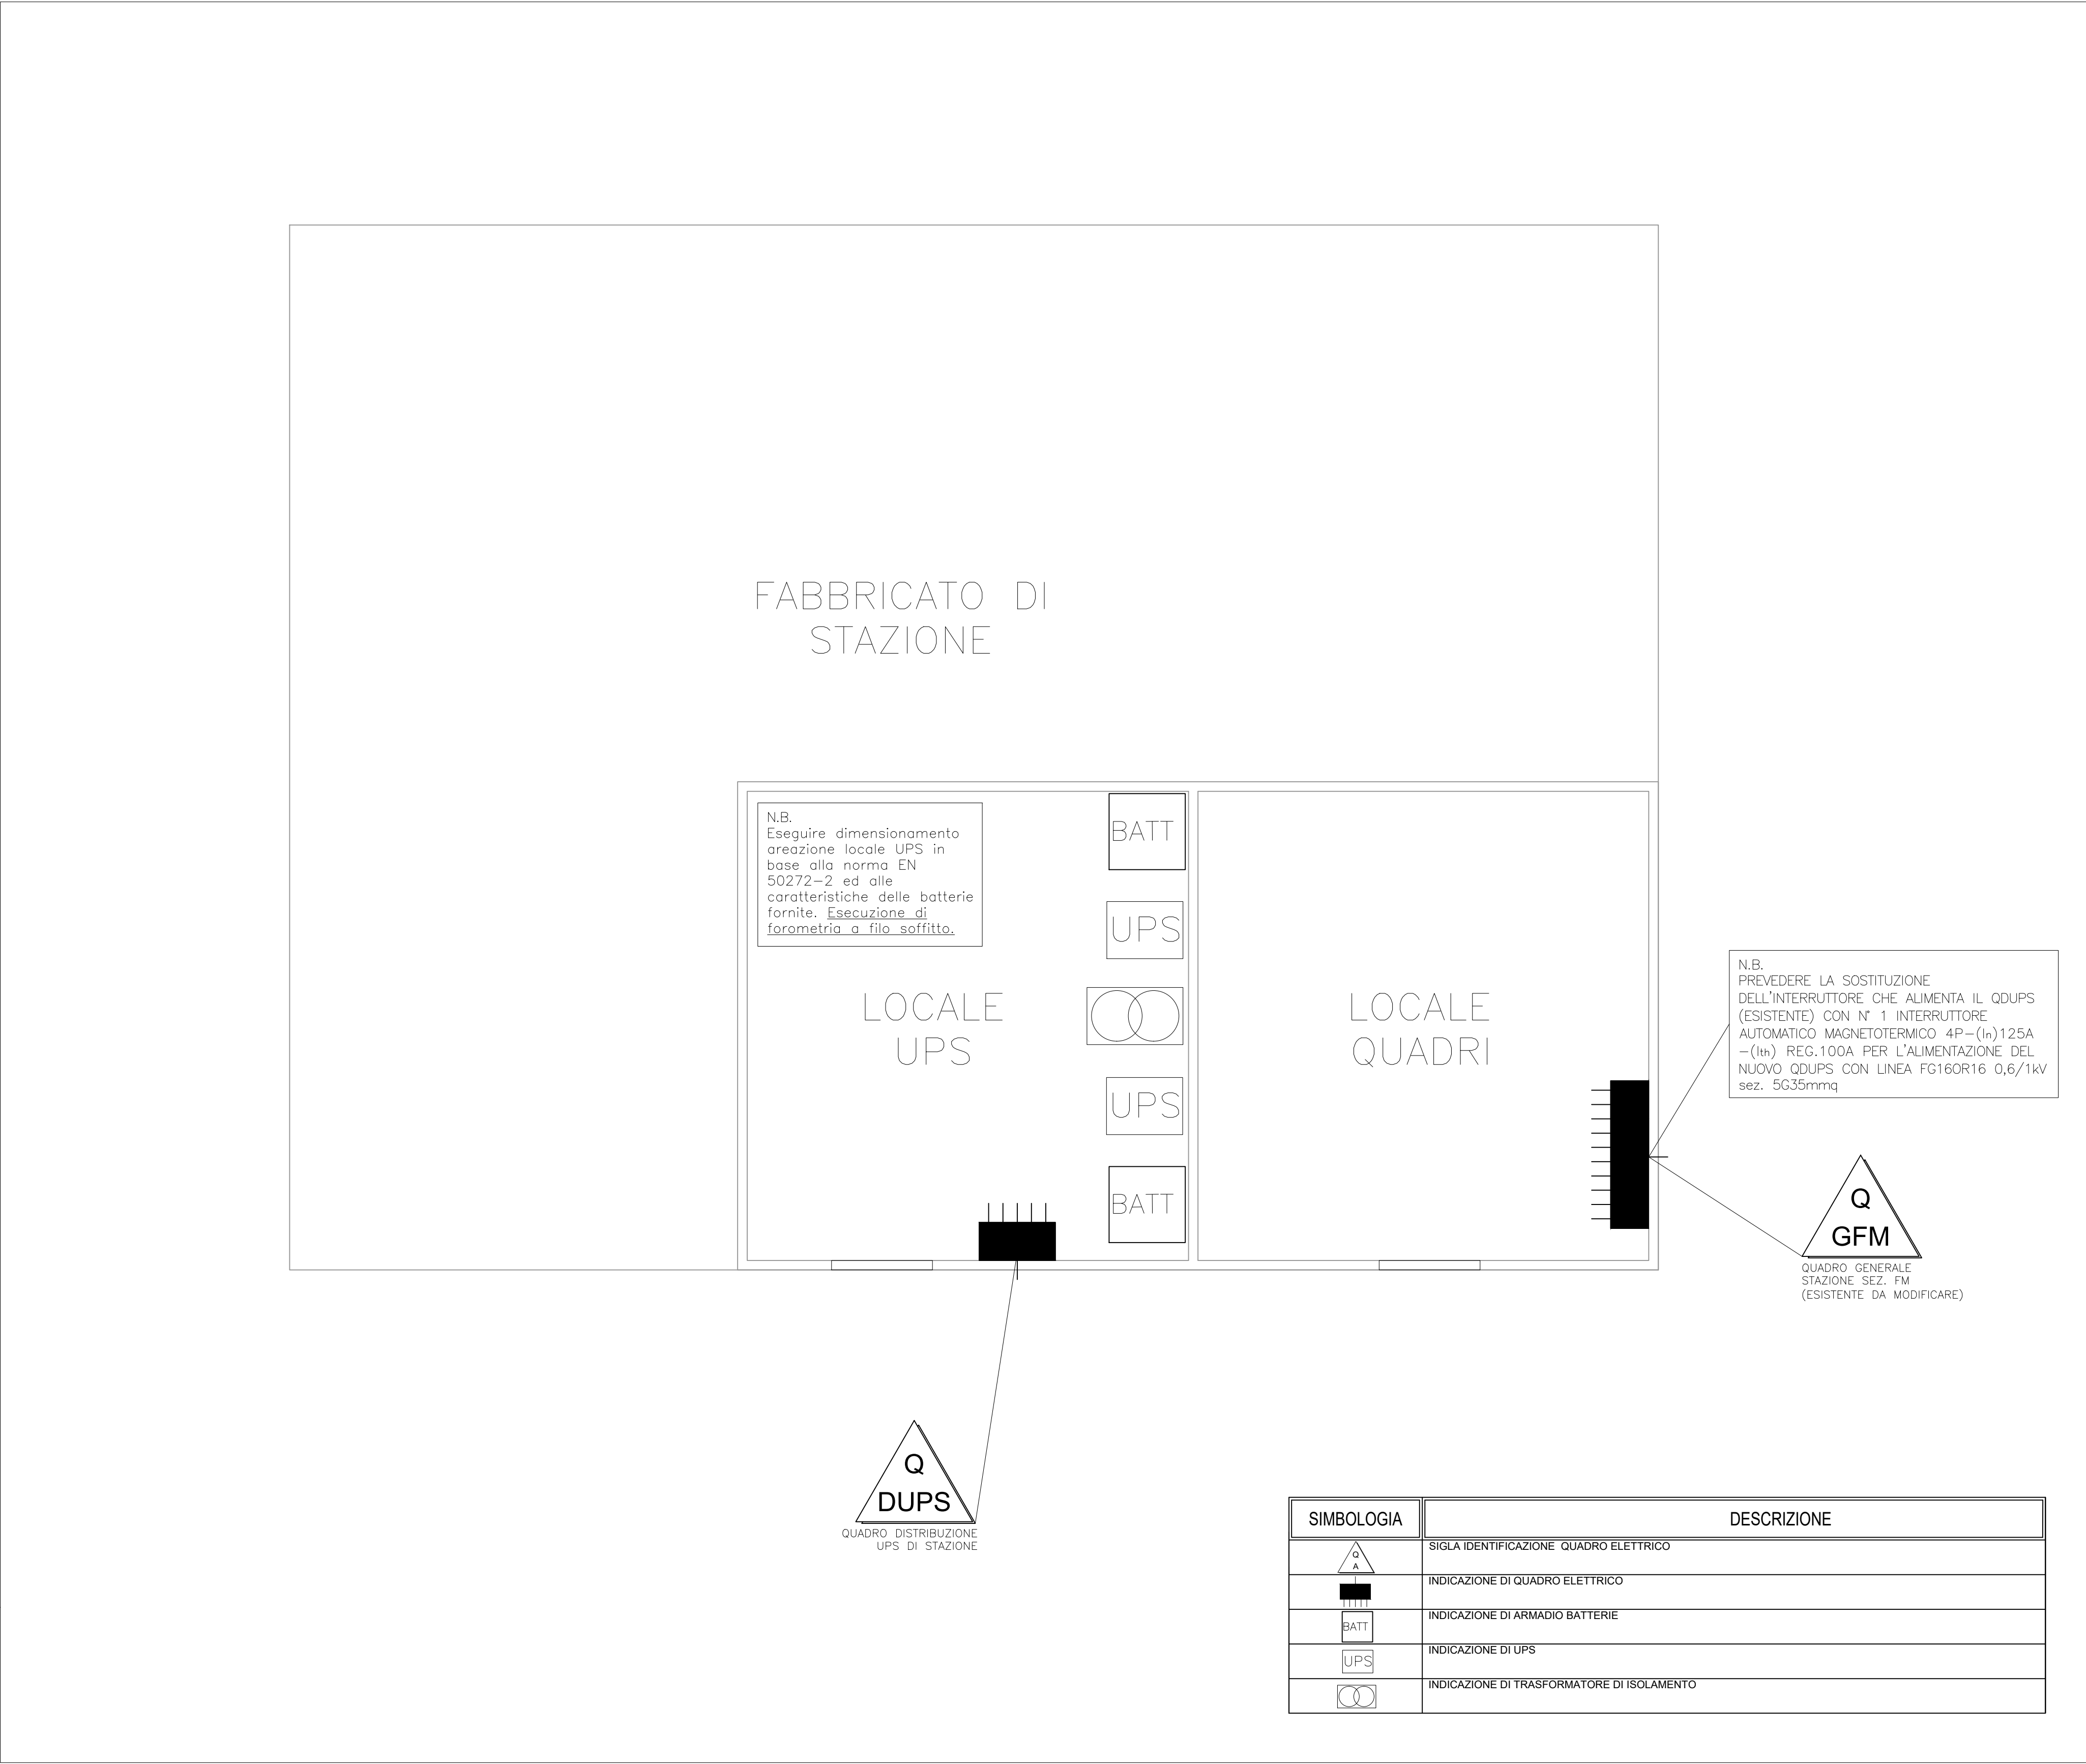 FABBRICATO DI
STAZIONE
N.B.
Eseguire dimensionamento
areazione locale UPS in
base alla norma EN
50272-2 ed alle
caratteristiche delle batterie
fornite. Esecuzione di
forometria a filo soffitto.
BATT
UPS
LOCALE
UPS
UPS
BATT
LOCALE
QUADRI
N.B.
PREVEDERE LA SOSTITUZIONE
DELL'INTERRUTTORE CHE ALIMENTA IL QDUPS
(ESISTENTE) CON N° 1 INTERRUTTORE
AUTOMATICO MAGNETOTERMICO 4P-(In)125A
-(Ith) REG.100A PER L'ALIMENTAZIONE DEL
NUOVO QDUPS CON LINEA FG16OR16 0,6/1kV
sez. 5G35mmq
Q
GFM
QUADRO GENERALE
STAZIONE SEZ. FM
(ESISTENTE DA MODIFICARE)
Q
DUPS
QUADRO DISTRIBUZIONE
UPS DI STAZIONE
SIMBOLOGIA DESCRIZIONE
Q
A
SIGLA IDENTIFICAZIONE QUADRO ELETTRICO
INDICAZIONE DI QUADRO ELETTRICO
BATT INDICAZIONE DI ARMADIO BATTERIE
UPS INDICAZIONE DI UPS
INDICAZIONE DI TRASFORMATORE DI ISOLAMENTO